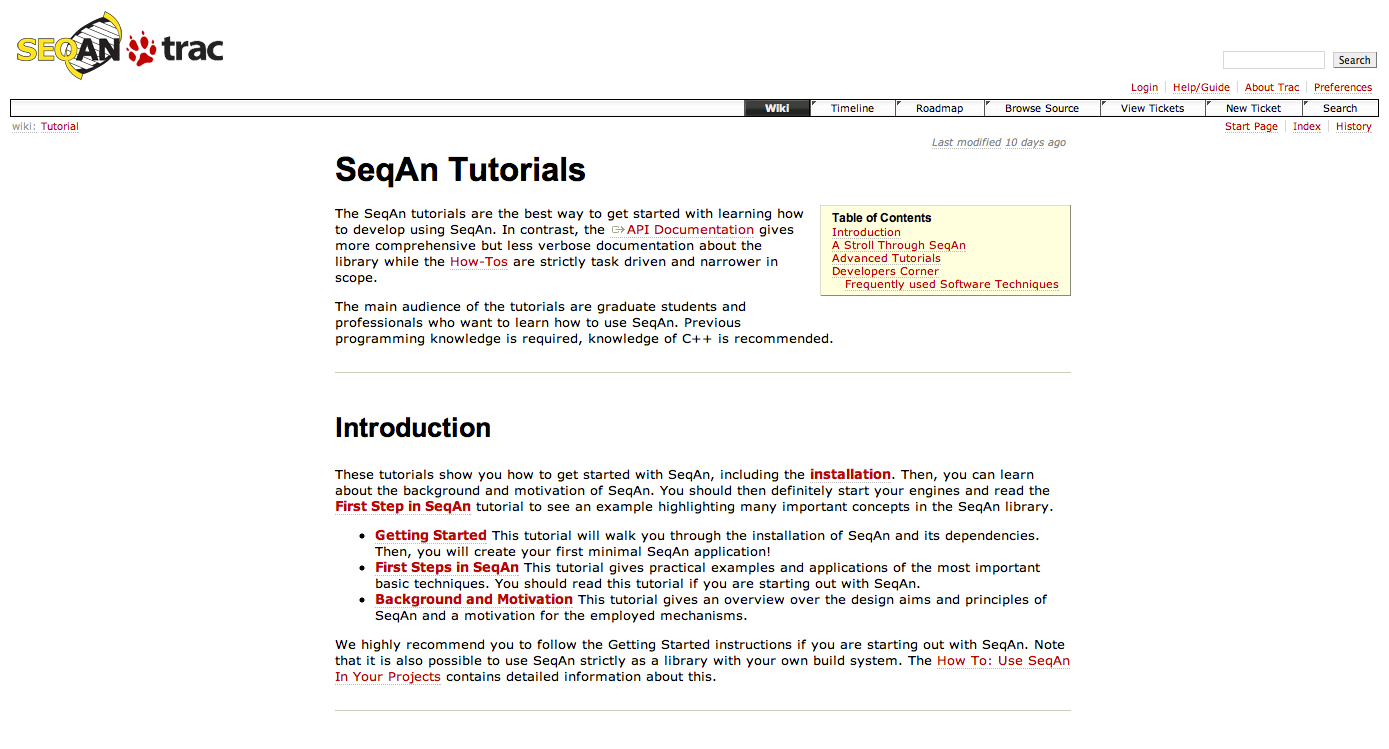 SEQAN trac
Search
Login Help/Guide About Trac Preferences
Wiki Timeline Roadmap Browse Source View Tickets New Ticket Search
wiki: Tutorial
Start Page Index History
Last modified 10 days ago
SeqAn Tutorials
The SeqAn tutorials are the best way to get started with learning how
to develop using SeqAn. In contrast, the API Documentation gives
more comprehensive but less verbose documentation about the
library while the How-Tos are strictly task driven and narrower in
scope.
Table of Contents
Introduction
A Stroll Through SeqAn
Advanced Tutorials
Developers Corner
Frequently used Software Techniques
The main audience of the tutorials are graduate students and
professionals who want to learn how to use SeqAn. Previous
programming knowledge is required, knowledge of C++ is recommended.
Introduction
These tutorials show you how to get started with SeqAn, including the installation. Then, you can learn
about the background and motivation of SeqAn. You should then definitely start your engines and read the
First Step in SeqAn tutorial to see an example highlighting many important concepts in the SeqAn library.
• Getting Started This tutorial will walk you through the installation of SeqAn and its dependencies.
Then, you will create your first minimal SeqAn application!
• First Steps in SeqAn This tutorial gives practical examples and applications of the most important
basic techniques. You should read this tutorial if you are starting out with SeqAn.
• Background and Motivation This tutorial gives an overview over the design aims and principles of
SeqAn and a motivation for the employed mechanisms.
We highly recommend you to follow the Getting Started instructions if you are starting out with SeqAn. Note
that it is also possible to use SeqAn strictly as a library with your own build system. The How To: Use SeqAn
In Your Projects contains detailed information about this.